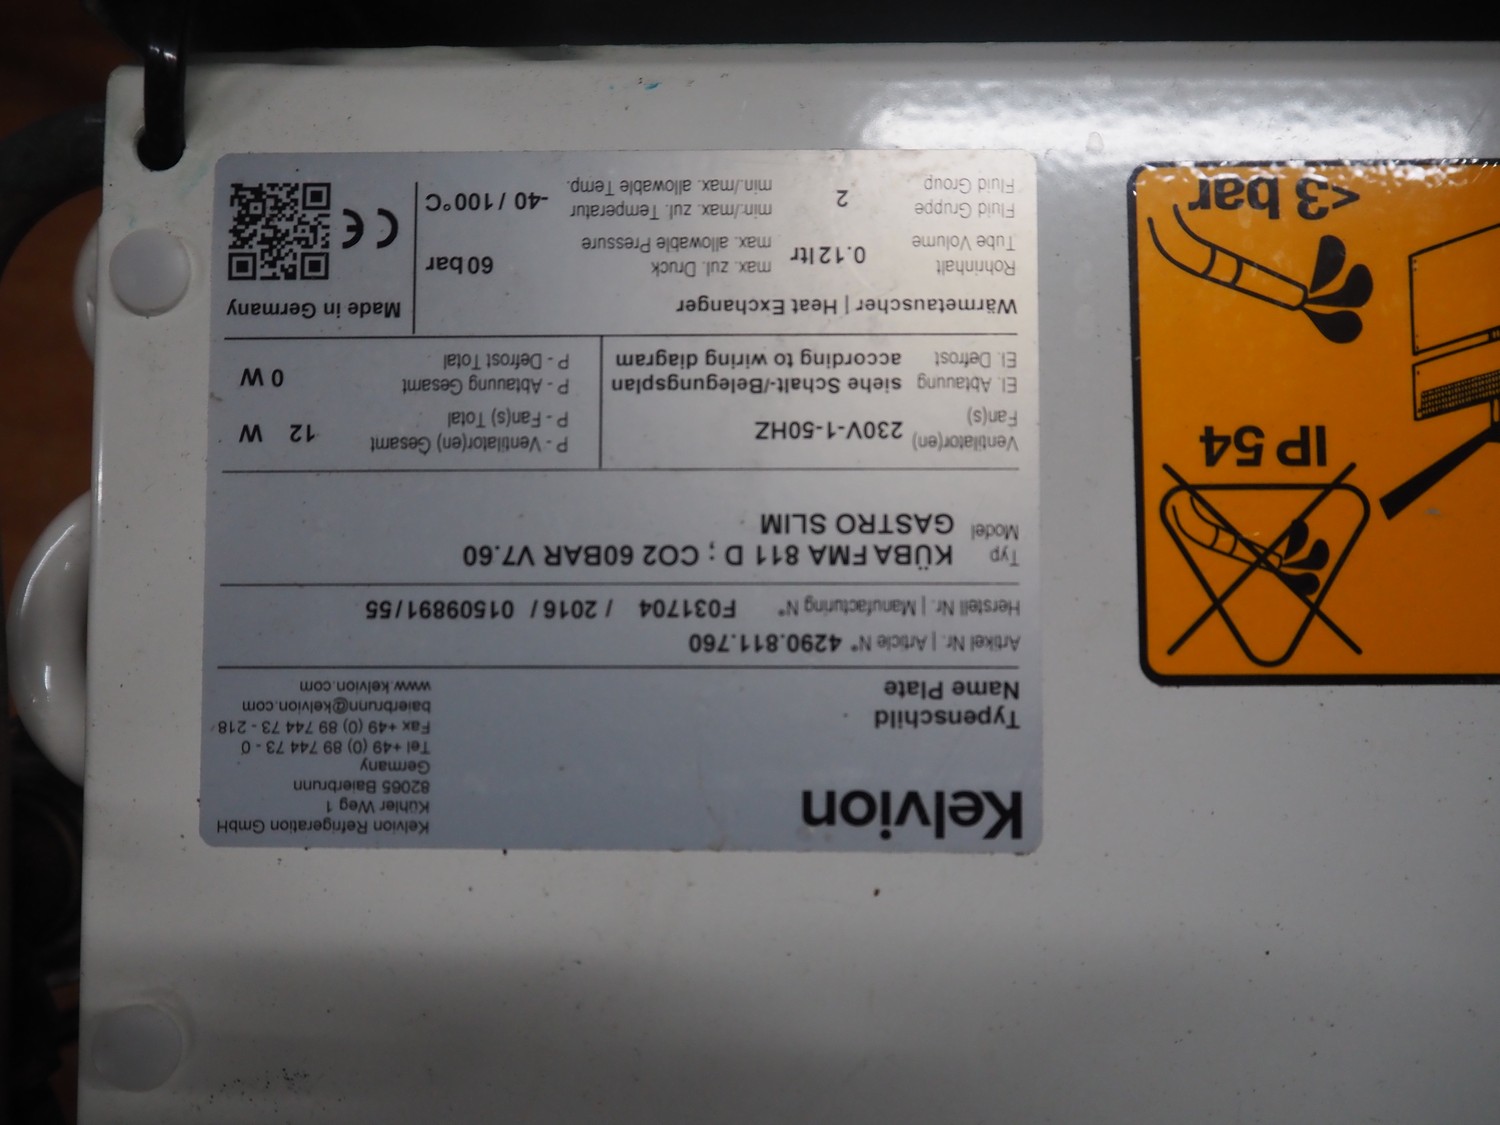 Kelvion
Kelvion Refrigeration GmbH
Kühler Weg 1
82065 Baierbrunn
Germany
Tel +49 (0) 89 744 73 - 0
Fax +49 (0) 89 744 73 - 218
baierbrunn@kelvion.com
www.kelvion.com
Typenschild
Name Plate
Artikel Nr. | Article N° 4290.811.760
Herstell Nr. | Manufacturing N° F031704 / 2016 / 01509891/55
Typ KÜBA FMA 811 D ; CO2 60BAR V7.60
Model GASTRO SLIM
Ventilator(en) 230V-1-50HZ
Fan(s)
P - Ventilator(en) Gesamt 12 W
P - Fan(s) Total
El. Abtauung siehe Schalt-/Belegungsplan
El. Defrost according to wiring diagram
P - Abtauung Gesamt 0 W
P - Defrost Total
Wärmetauscher | Heat Exchanger
Rohrinhalt 0.12 ltr max. zul. Druck 60 bar
Tube Volume max. allowable Pressure
Fluid Gruppe 2 min./max. zul. Temperatur -40 / 100°C
Fluid Group min./max. allowable Temp.
Made in Germany
CE
IP 54
<3 bar